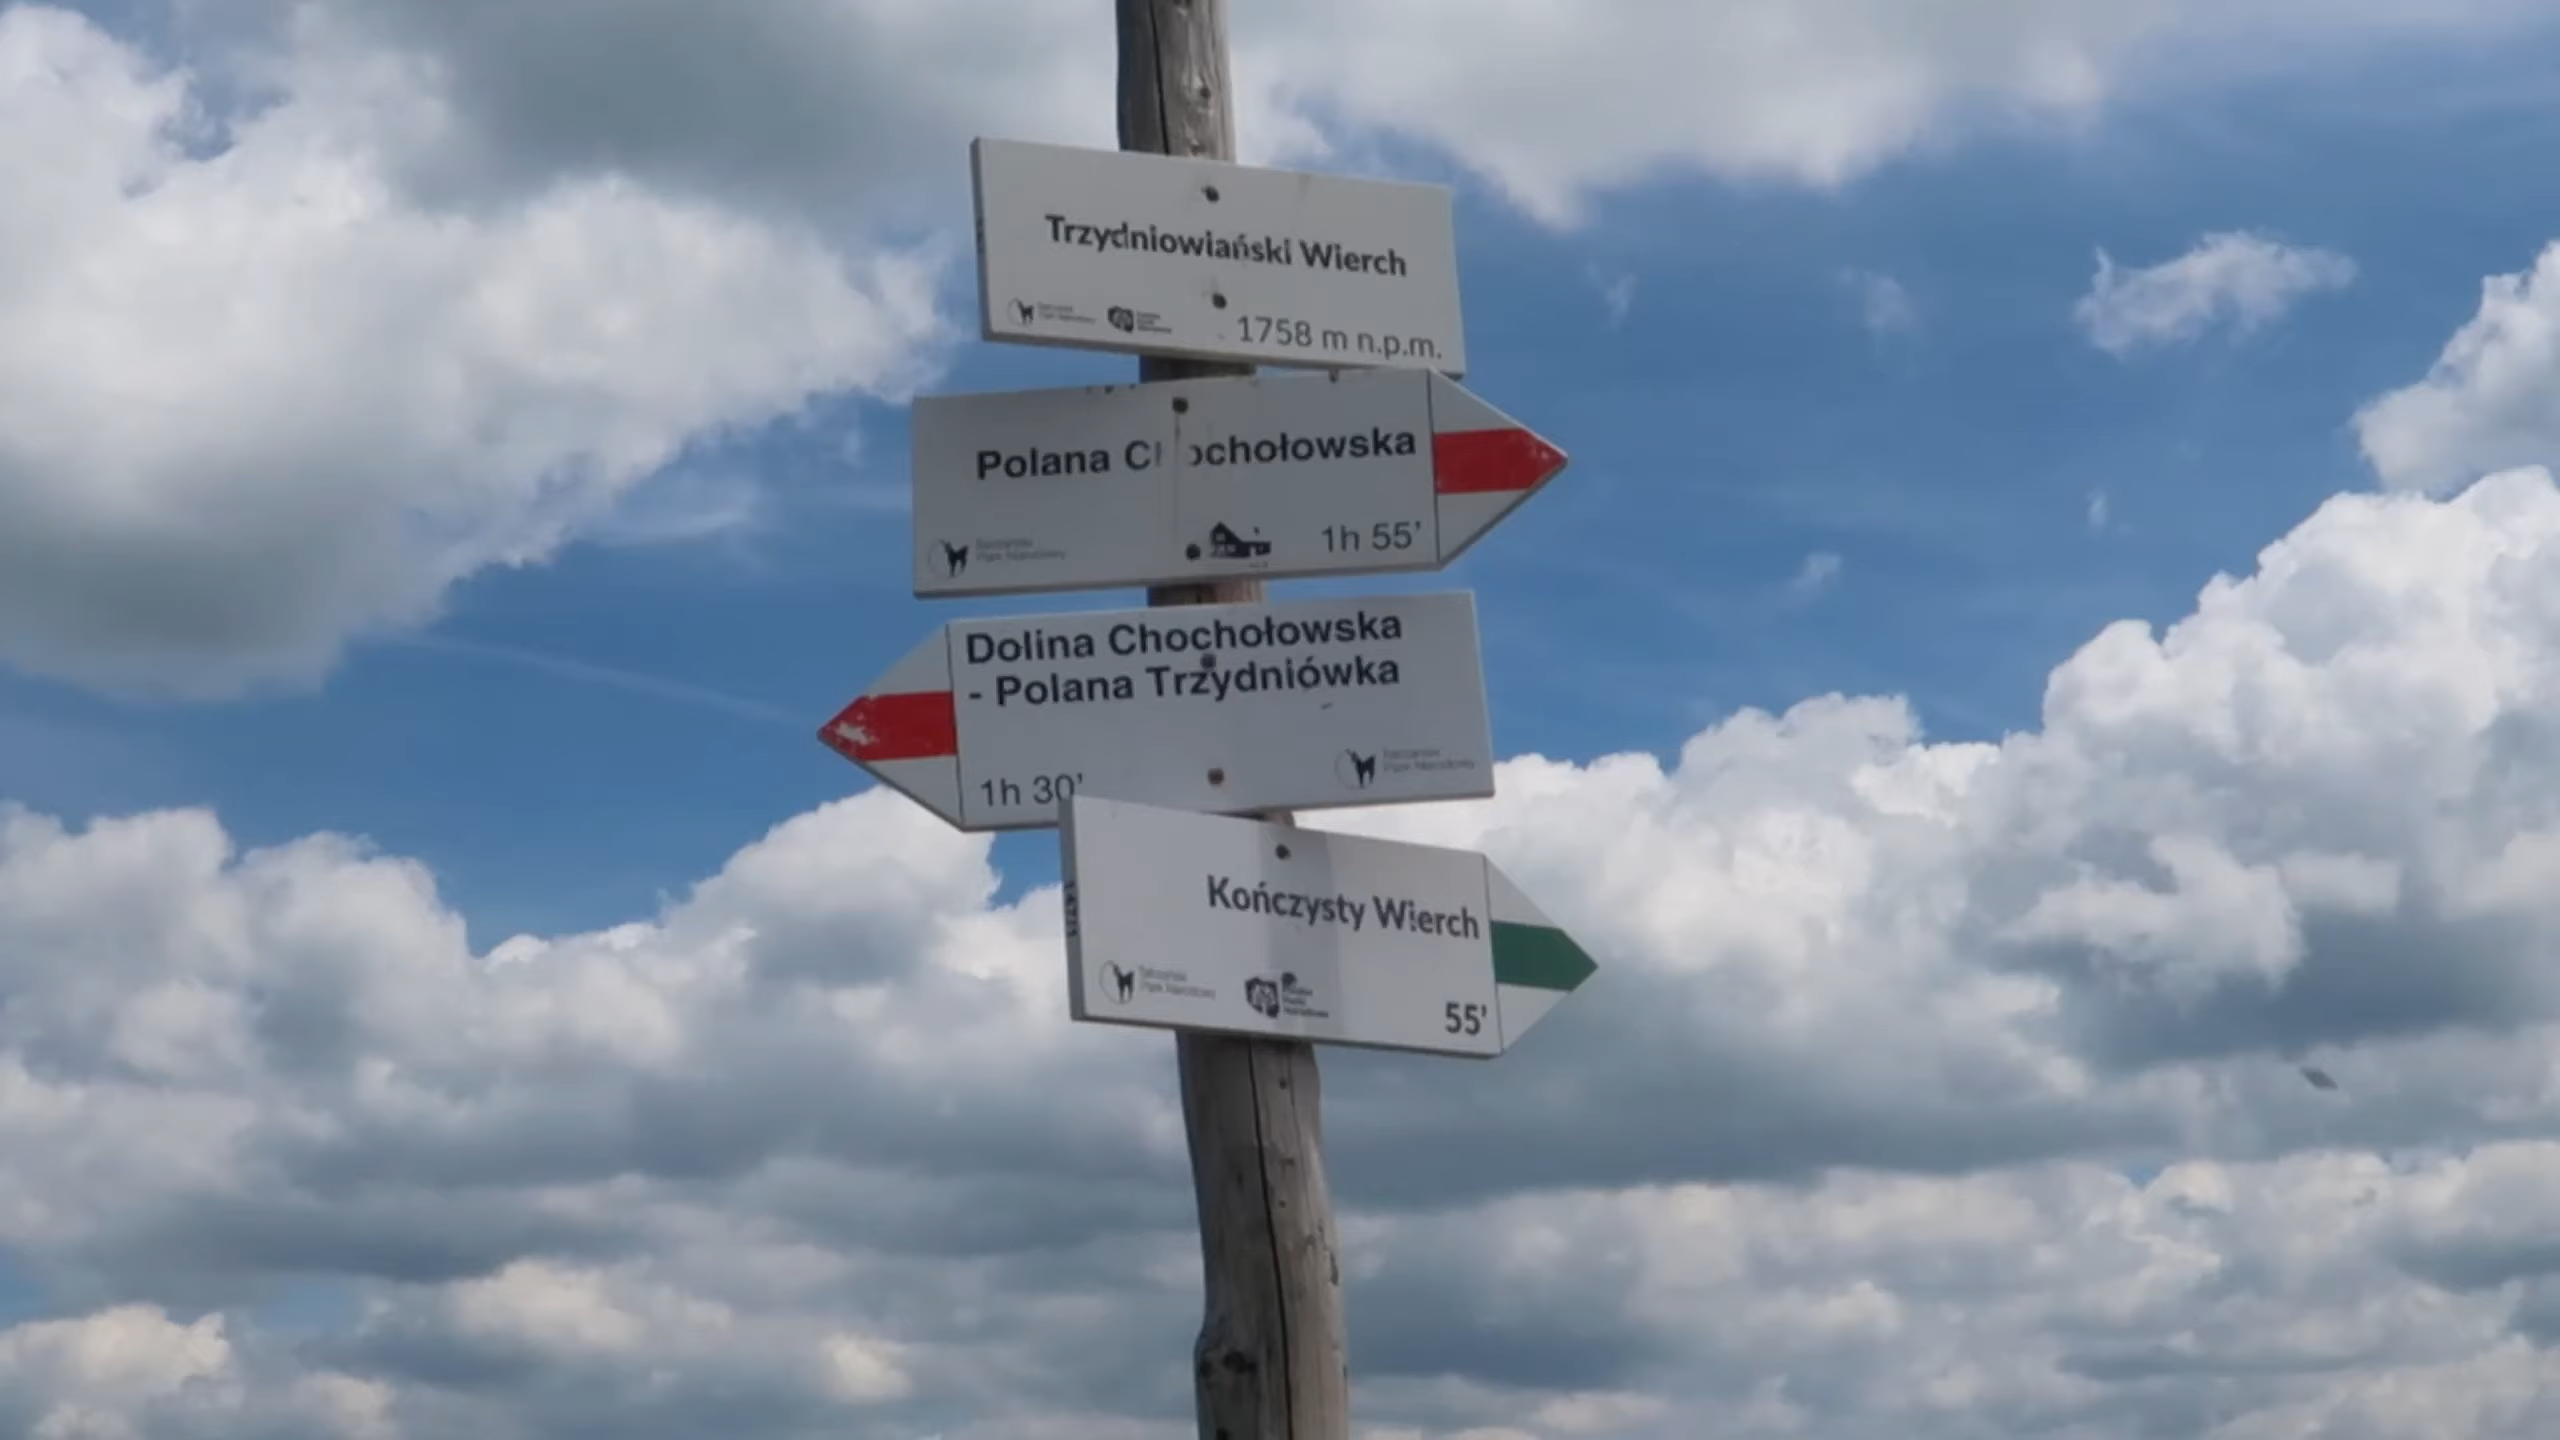 Trzydniowiański Wierch
1758 m n.p.m.
Polana Chochołowska
1h 55'
Dolina Chochołowska
- Polana Trzydniówka
1h 30'
Kończysty Wierch
55'